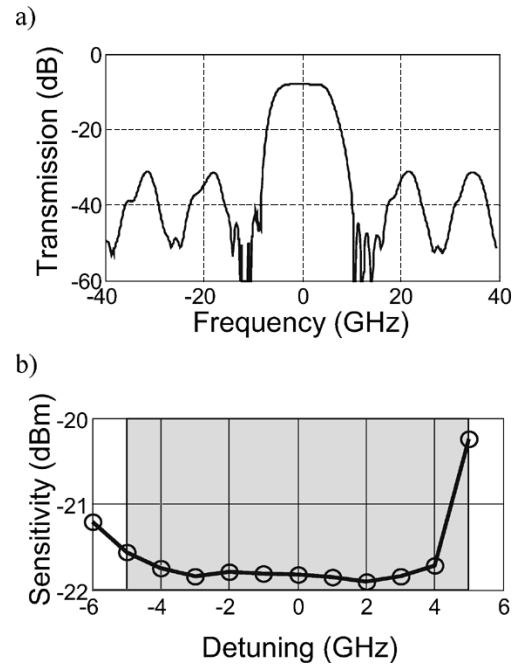 a)
0
-20
-40
-60
Transmission (dB)
-40 -20 0 20 40
Frequency (GHz)
b)
-20
-21
-22
Sensitivity (dBm)
-6 -4 -2 0 2 4 6
Detuning (GHz)